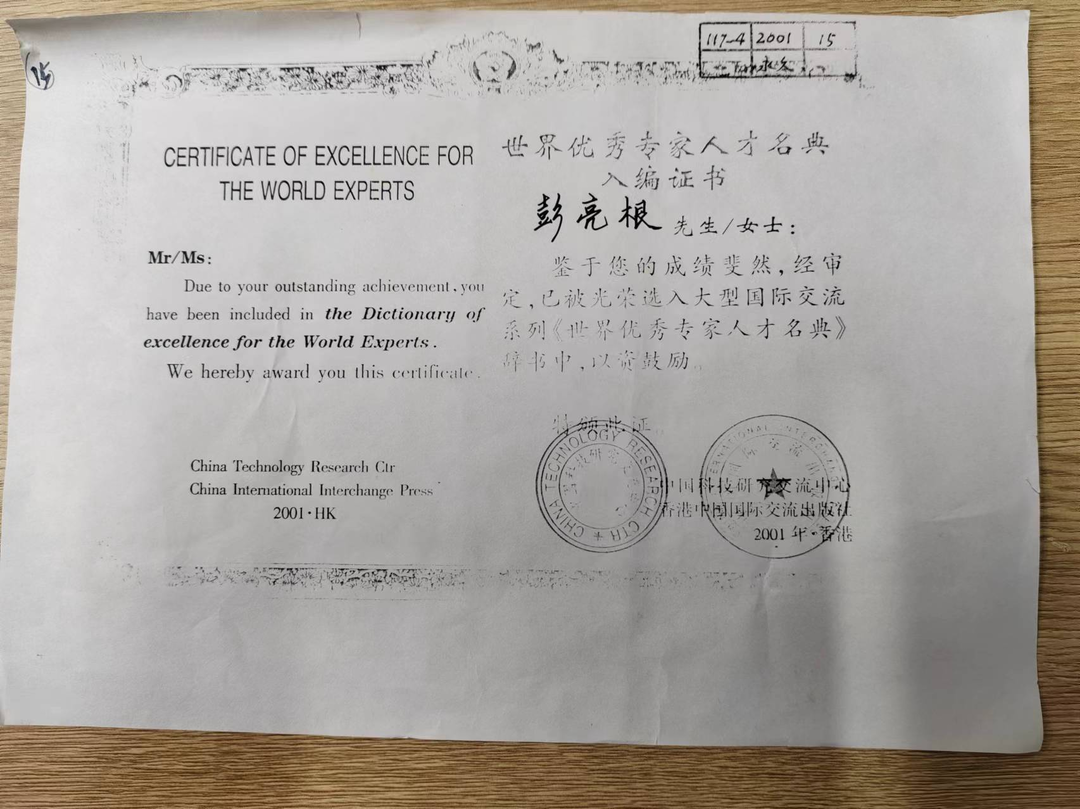 15
117-4 2001 15
永久
CERTIFICATE OF EXCELLENCE FOR
THE WORLD EXPERTS
Mr/Ms:
Due to your outstanding achievement, you
have been included in the Dictionary of
excellence for the World Experts.
We hereby award you this certificate.
China Technology Research Ctr
China International Interchange Press
2001·HK
世界优秀专家人才名典
入编证书
彭亮根 先生/女士:
鉴于您的成绩斐然,经审
定,已被光荣选入大型国际交流
系列《世界优秀专家人才名典》
辞书中,以资鼓励。
特颁此证。
CHINA TECHNOLOGY RESEARCH CTR
中国科技研究交流中心
香港中国国际交流出版社
2001年·香港